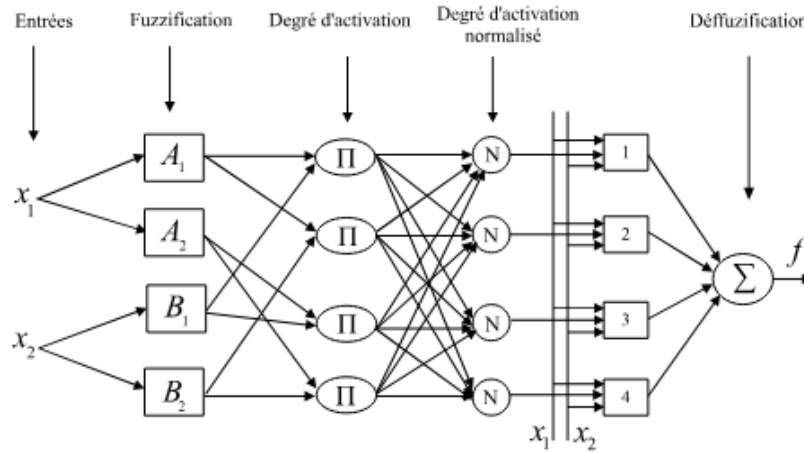 Entrées
Fuzzification
Degré d'activation
Degré d'activation
normalisé
Déffuzification
A₁
Π
N
1
x₁
A₂
Π
N
2
f
Σ
B₁
Π
N
3
x₂
B₂
Π
N
4
x₁ x₂